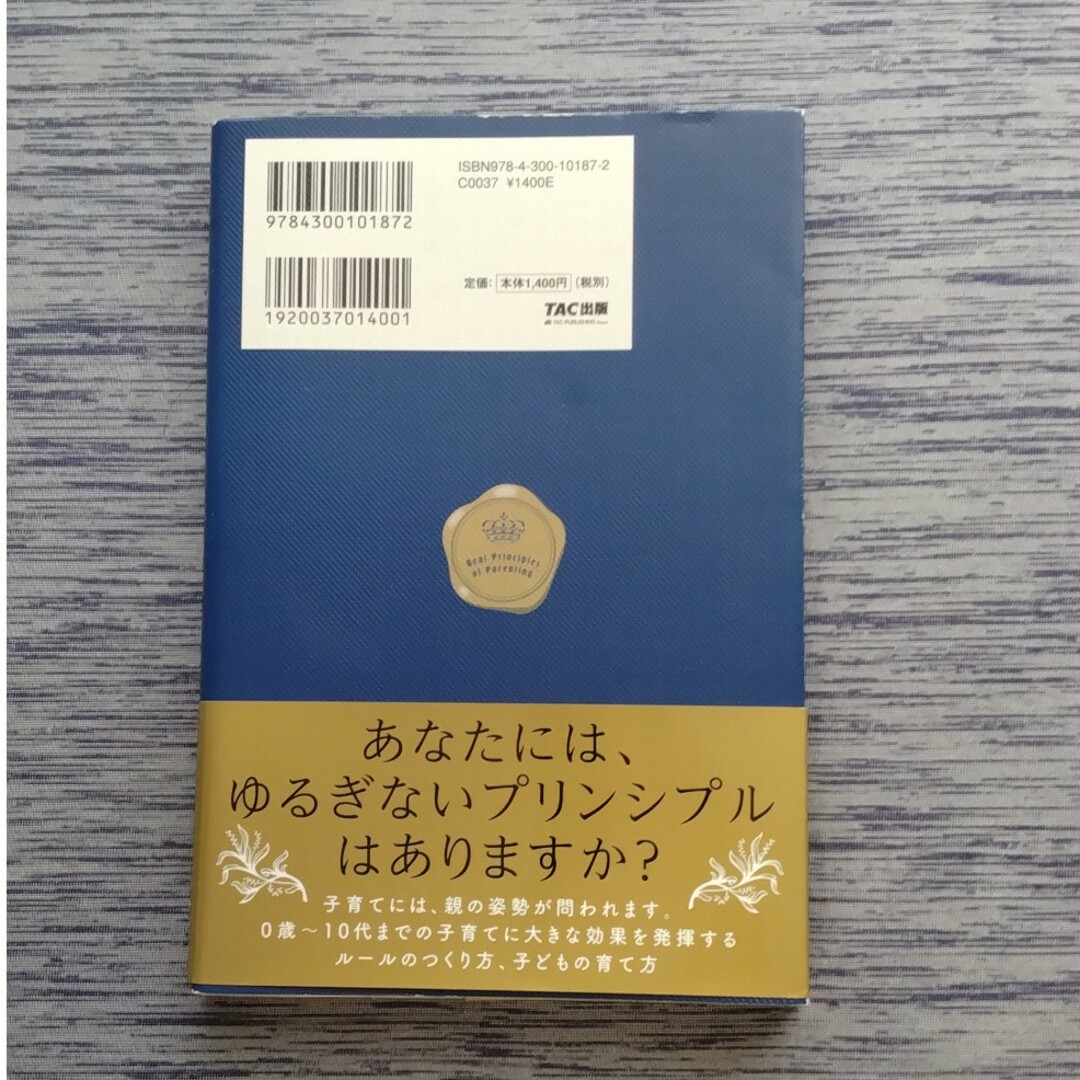 ISBN978-4-300-10187-2
C0037 ¥1400E
9784300101872
定価: 本体1,400円 (税別)
TAC出版
TAC PUBLISHING Group
1920037014001
Real Principles
of Parenting
あなたには、
ゆるぎないプリンシプル
はありますか?
子育てには、親の姿勢が問われます。
0歳〜10代までの子育てに大きな効果を発揮する
ルールのつくり方、子どもの育て方